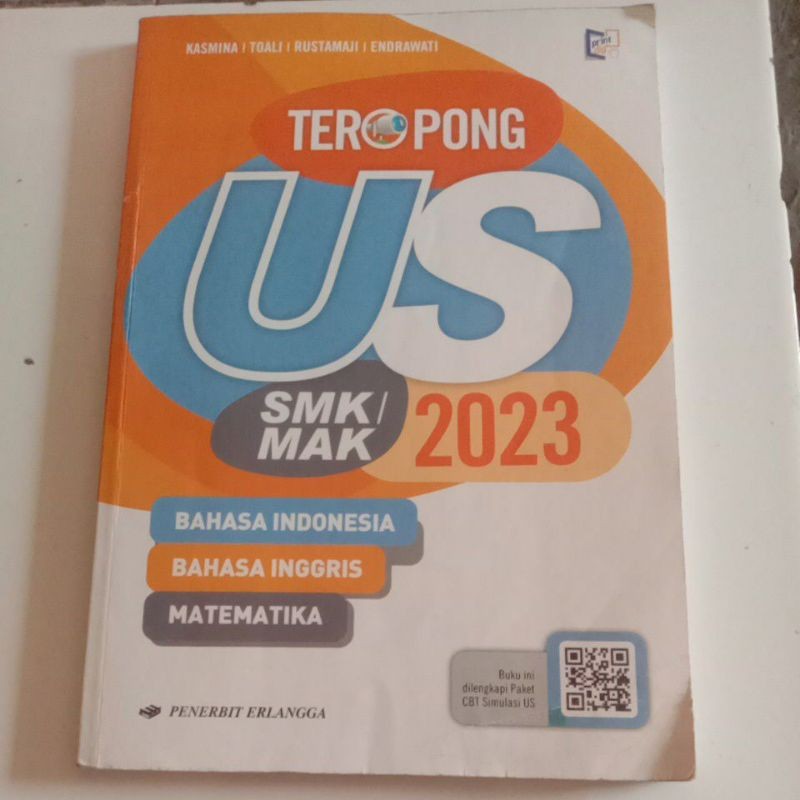 KASMINA | TOALI | RUSTAMAJI | ENDRAWATI
print
TEROPONG
US
SMK/
MAK
2023
BAHASA INDONESIA
BAHASA INGGRIS
MATEMATIKA
Buku ini
dilengkapi Paket
CBT Simulasi US
PENERBIT ERLANGGA